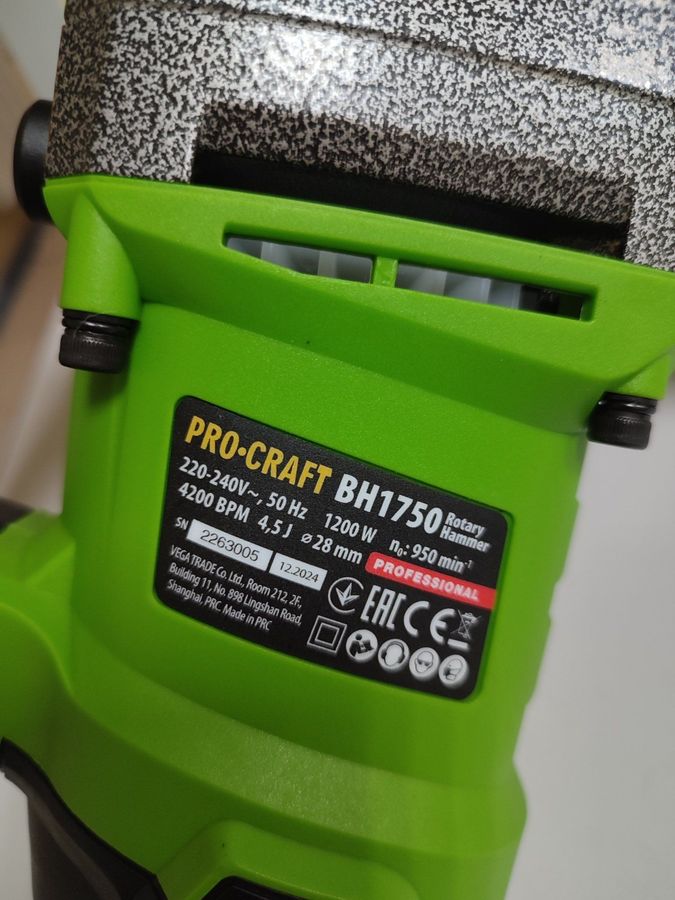 PRO•CRAFT BH1750 Rotary Hammer
220-240V~, 50 Hz 1200 W n₀: 950 min⁻¹
4200 BPM 4,5 J ⌀ 28 mm PROFESSIONAL
SN 2263005 12.2024
VEGA TRADE Co. Ltd., Room 212, 2F,
Building 11, No. 898 Lingshan Road,
Shanghai, PRC Made in PRC
EAC CE